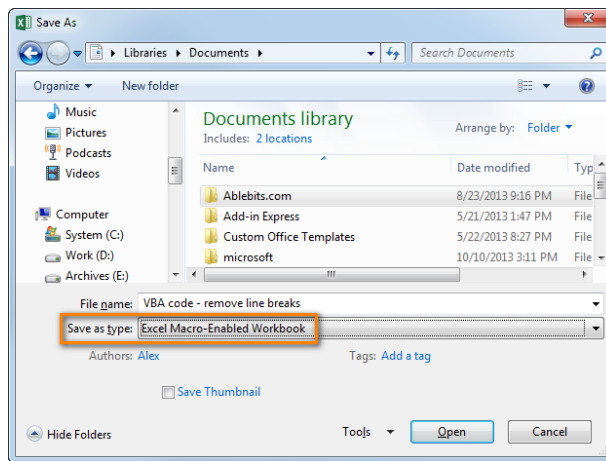 Save As
Libraries Documents Search Documents
Organize New folder
Music
Pictures
Podcasts
Videos
Computer
System (C:)
Work (D:)
Archives (E:)
Documents library
Includes: 2 locations
Arrange by: Folder
Name Date modified Typ
Ablebits.com 8/23/2013 9:16 PM File
Add-in Express 5/21/2013 1:47 PM File
Custom Office Templates 5/22/2013 8:27 PM File
microsoft 10/10/2013 3:11 PM File
File name: VBA code - remove line breaks
Save as type: Excel Macro-Enabled Workbook
Authors: Alex Tags: Add a tag
Save Thumbnail
Hide Folders Tools Open Cancel